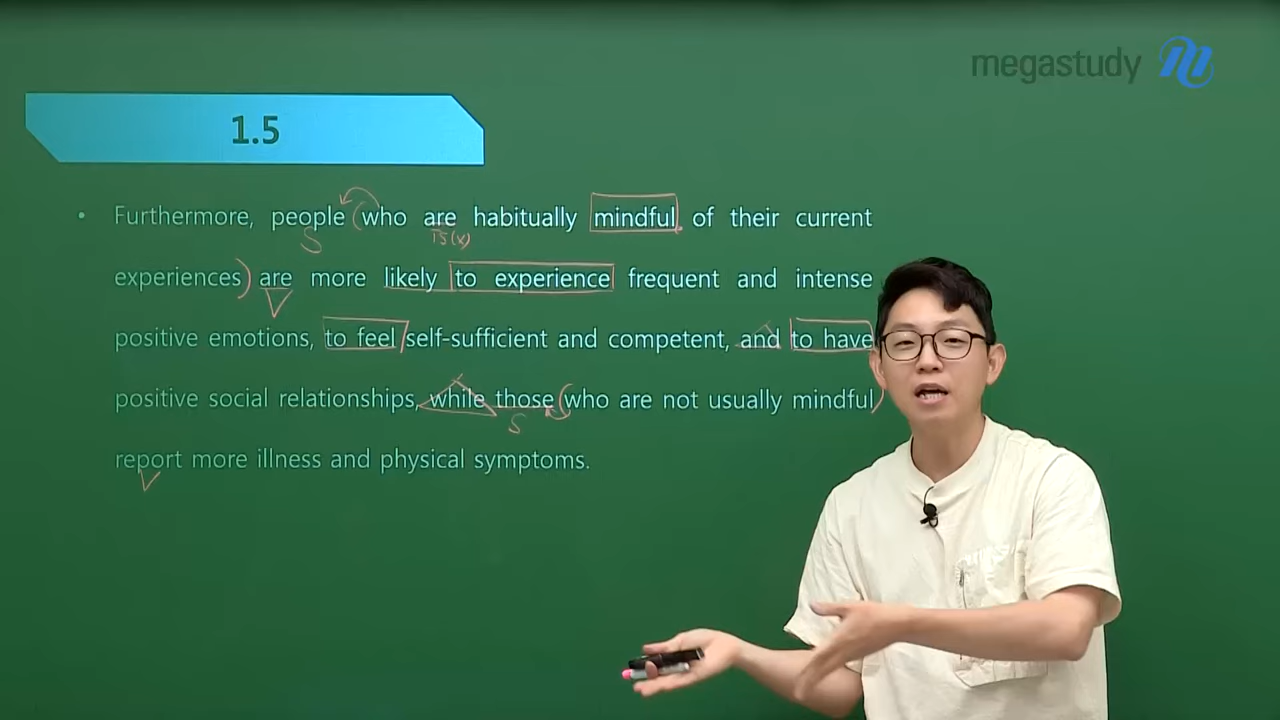 megastudy
1.5
• Furthermore, people (who are habitually mindful of their current
S
is(x)
experiences) are more likely to experience frequent and intense
V
positive emotions, to feel self-sufficient and competent, and to have
positive social relationships, while those (who are not usually mindful)
S
report more illness and physical symptoms.
V